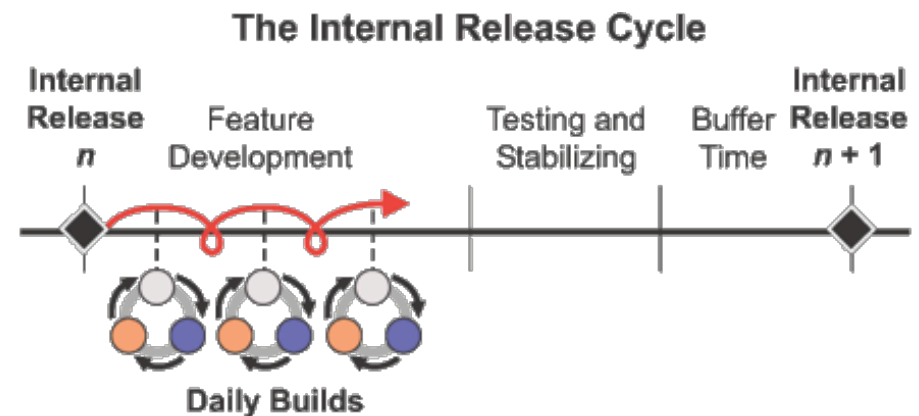 The Internal Release Cycle
Internal
Release
n
Feature
Development
Testing and
Stabilizing
Buffer
Time
Internal
Release
n + 1
Daily Builds